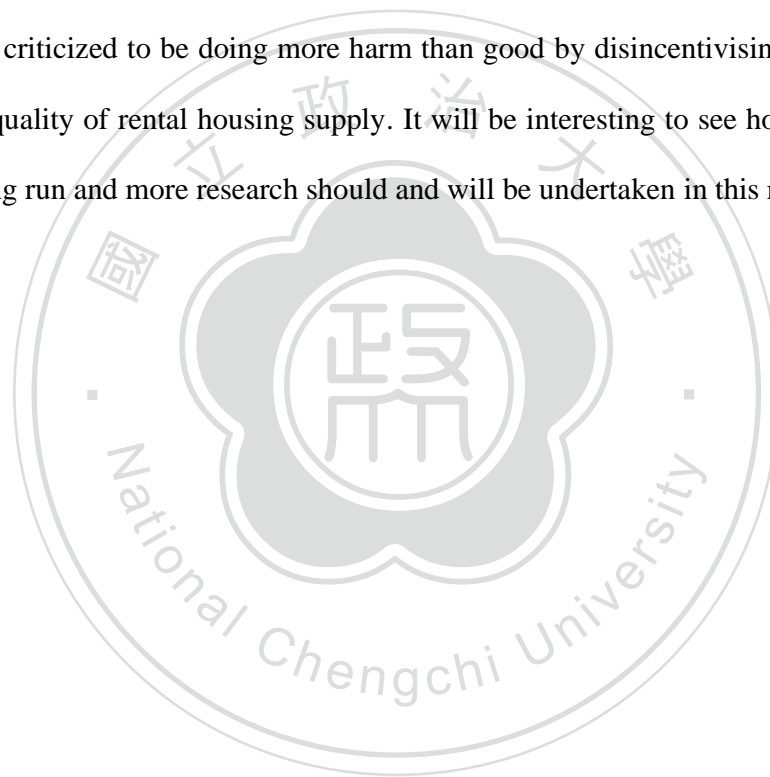 criticized to be doing more harm than good by disincentivisin
quality of rental housing supply. It will be interesting to see ho
ng run and more research should and will be undertaken in this r
國立政治大學
政大
National Chengchi University